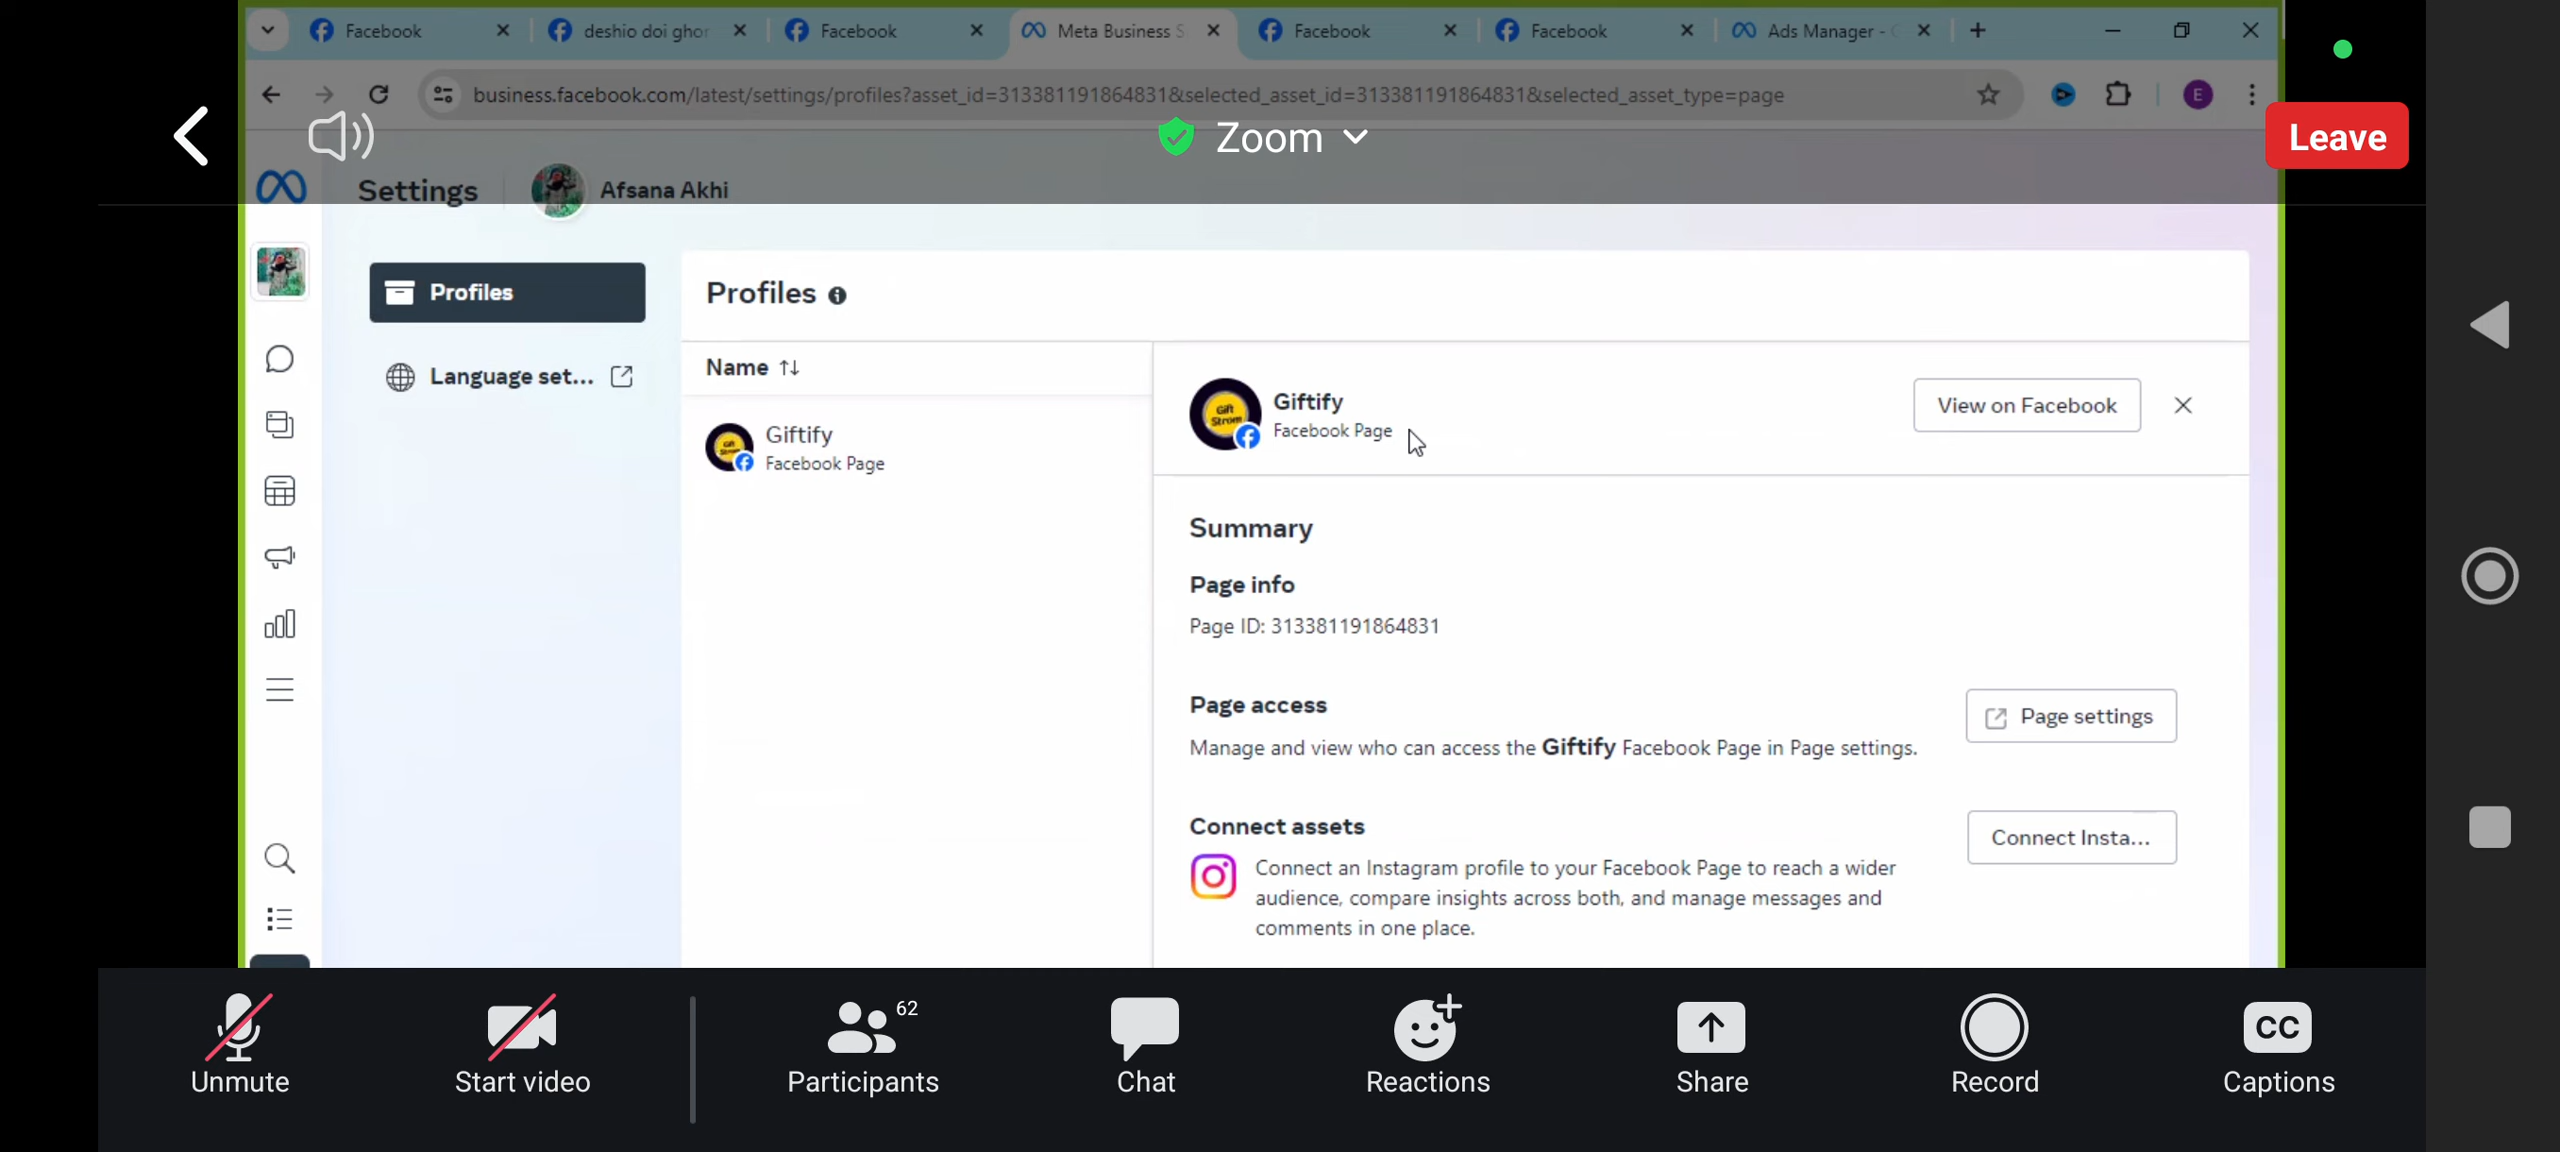 Facebook
deshio doi ghor
Facebook
Meta Business S
Facebook
Facebook
Ads Manager -
business.facebook.com/latest/settings/profiles?asset_id=313381191864831&selected_asset_id=313381191864831&selected_asset_type=page
E
Zoom
Leave
Settings
Afsana Akhi
Profiles
Language set...
Profiles
Name
Giftify
Facebook Page
Gift
Strom
Giftify
Facebook Page
View on Facebook
Summary
Page info
Page ID: 313381191864831
Page access
Manage and view who can access the Giftify Facebook Page in Page settings.
Page settings
Connect assets
Connect an Instagram profile to your Facebook Page to reach a wider
audience, compare insights across both, and manage messages and
comments in one place.
Connect Insta...
Unmute
Start video
62
Participants
Chat
Reactions
Share
Record
CC
Captions